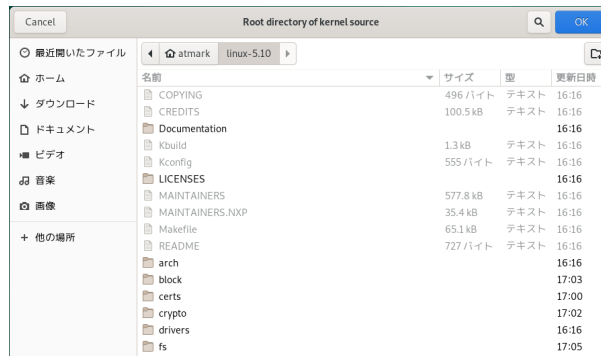 Cancel Root directory of kernel source OK
最近開いたファイル
ホーム
ダウンロード
ドキュメント
ビデオ
音楽
画像
+ 他の場所
atmark linux-5.10
名前 サイズ 型 更新日時
COPYING 496 バイト テキスト 16:16
CREDITS 100.5 kB テキスト 16:16
Documentation 16:16
Kbuild 1.3 kB テキスト 16:16
Kconfig 555 バイト テキスト 16:16
LICENSES 16:16
MAINTAINERS 577.8 kB テキスト 16:16
MAINTAINERS.NXP 35.4 kB テキスト 16:16
Makefile 65.1 kB テキスト 16:16
README 727 バイト テキスト 16:16
arch 16:16
block 17:03
certs 17:00
crypto 17:02
drivers 16:16
fs 17:05